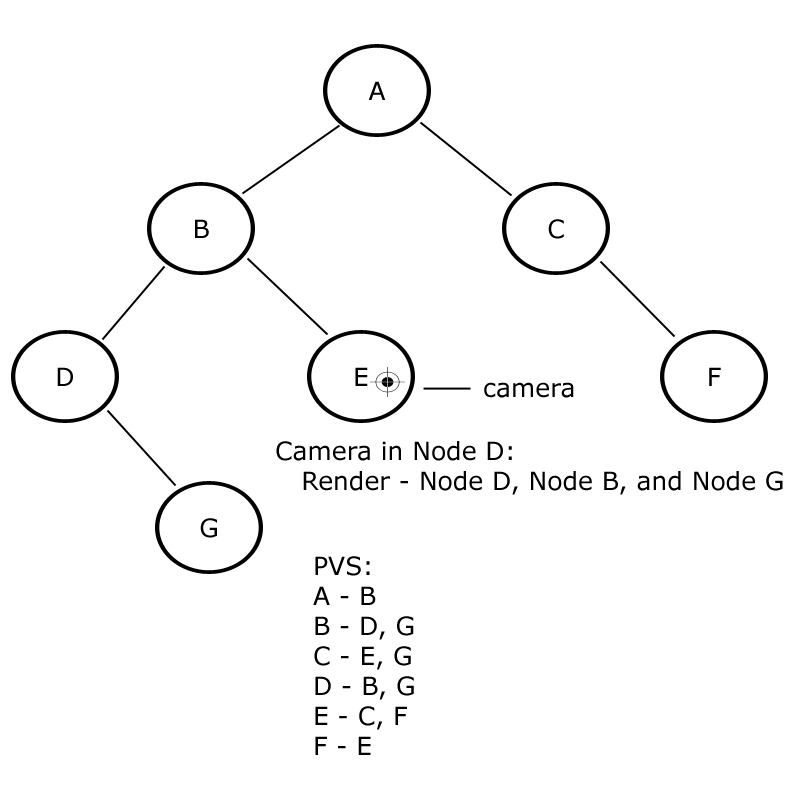 A
B
C
D
E
camera
F
Camera in Node D:
Render - Node D, Node B, and Node G
G
PVS:
A - B
B - D, G
C - E, G
D - B, G
E - C, F
F - E